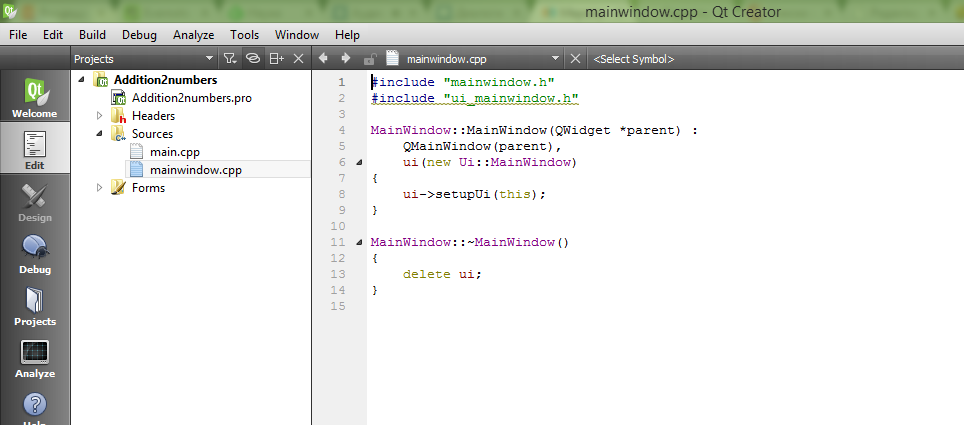 mainwindow.cpp - Qt Creator
File Edit Build Debug Analyze Tools Window Help
Projects
mainwindow.cpp
<Select Symbol>
Qt
Welcome
Edit
Design
Debug
Projects
Analyze
Addition2numbers
Addition2numbers.pro
Headers
Sources
main.cpp
mainwindow.cpp
Forms
1 #include "mainwindow.h"
2 #include "ui_mainwindow.h"
3
4 MainWindow::MainWindow(QWidget *parent) :
5 QMainWindow(parent),
6 ui(new Ui::MainWindow)
7 {
8 ui->setupUi(this);
9 }
10
11 MainWindow::~MainWindow()
12 {
13 delete ui;
14 }
15